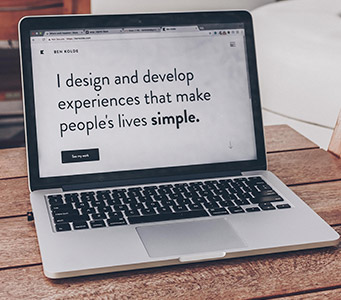 BEN KOLDE
I design and develop
experiences that make
people's lives simple.
See my work